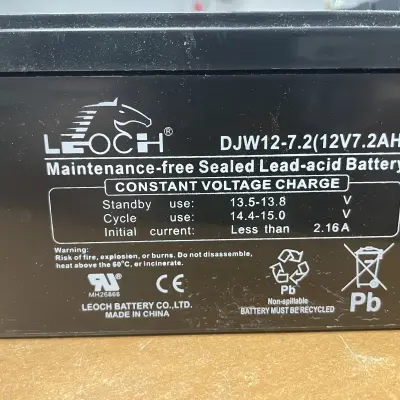 LEOCH®
DJW12-7.2(12V7.2AH
Maintenance-free Sealed Lead-acid Battery
CONSTANT VOLTAGE CHARGE
Standby use: 13.5-13.8 V
Cycle use: 14.4-15.0 V
Initial current: Less than 2.16A
Warning:
Risk of fire, explosion, or burns. Do not disassemble,
heat above the 60°C, or incinerate.
MH26866
LEOCH BATTERY CO.,LTD.
MADE IN CHINA
Pb
Non-spillable
BATTERY MUST BE RECYCLED
Pb